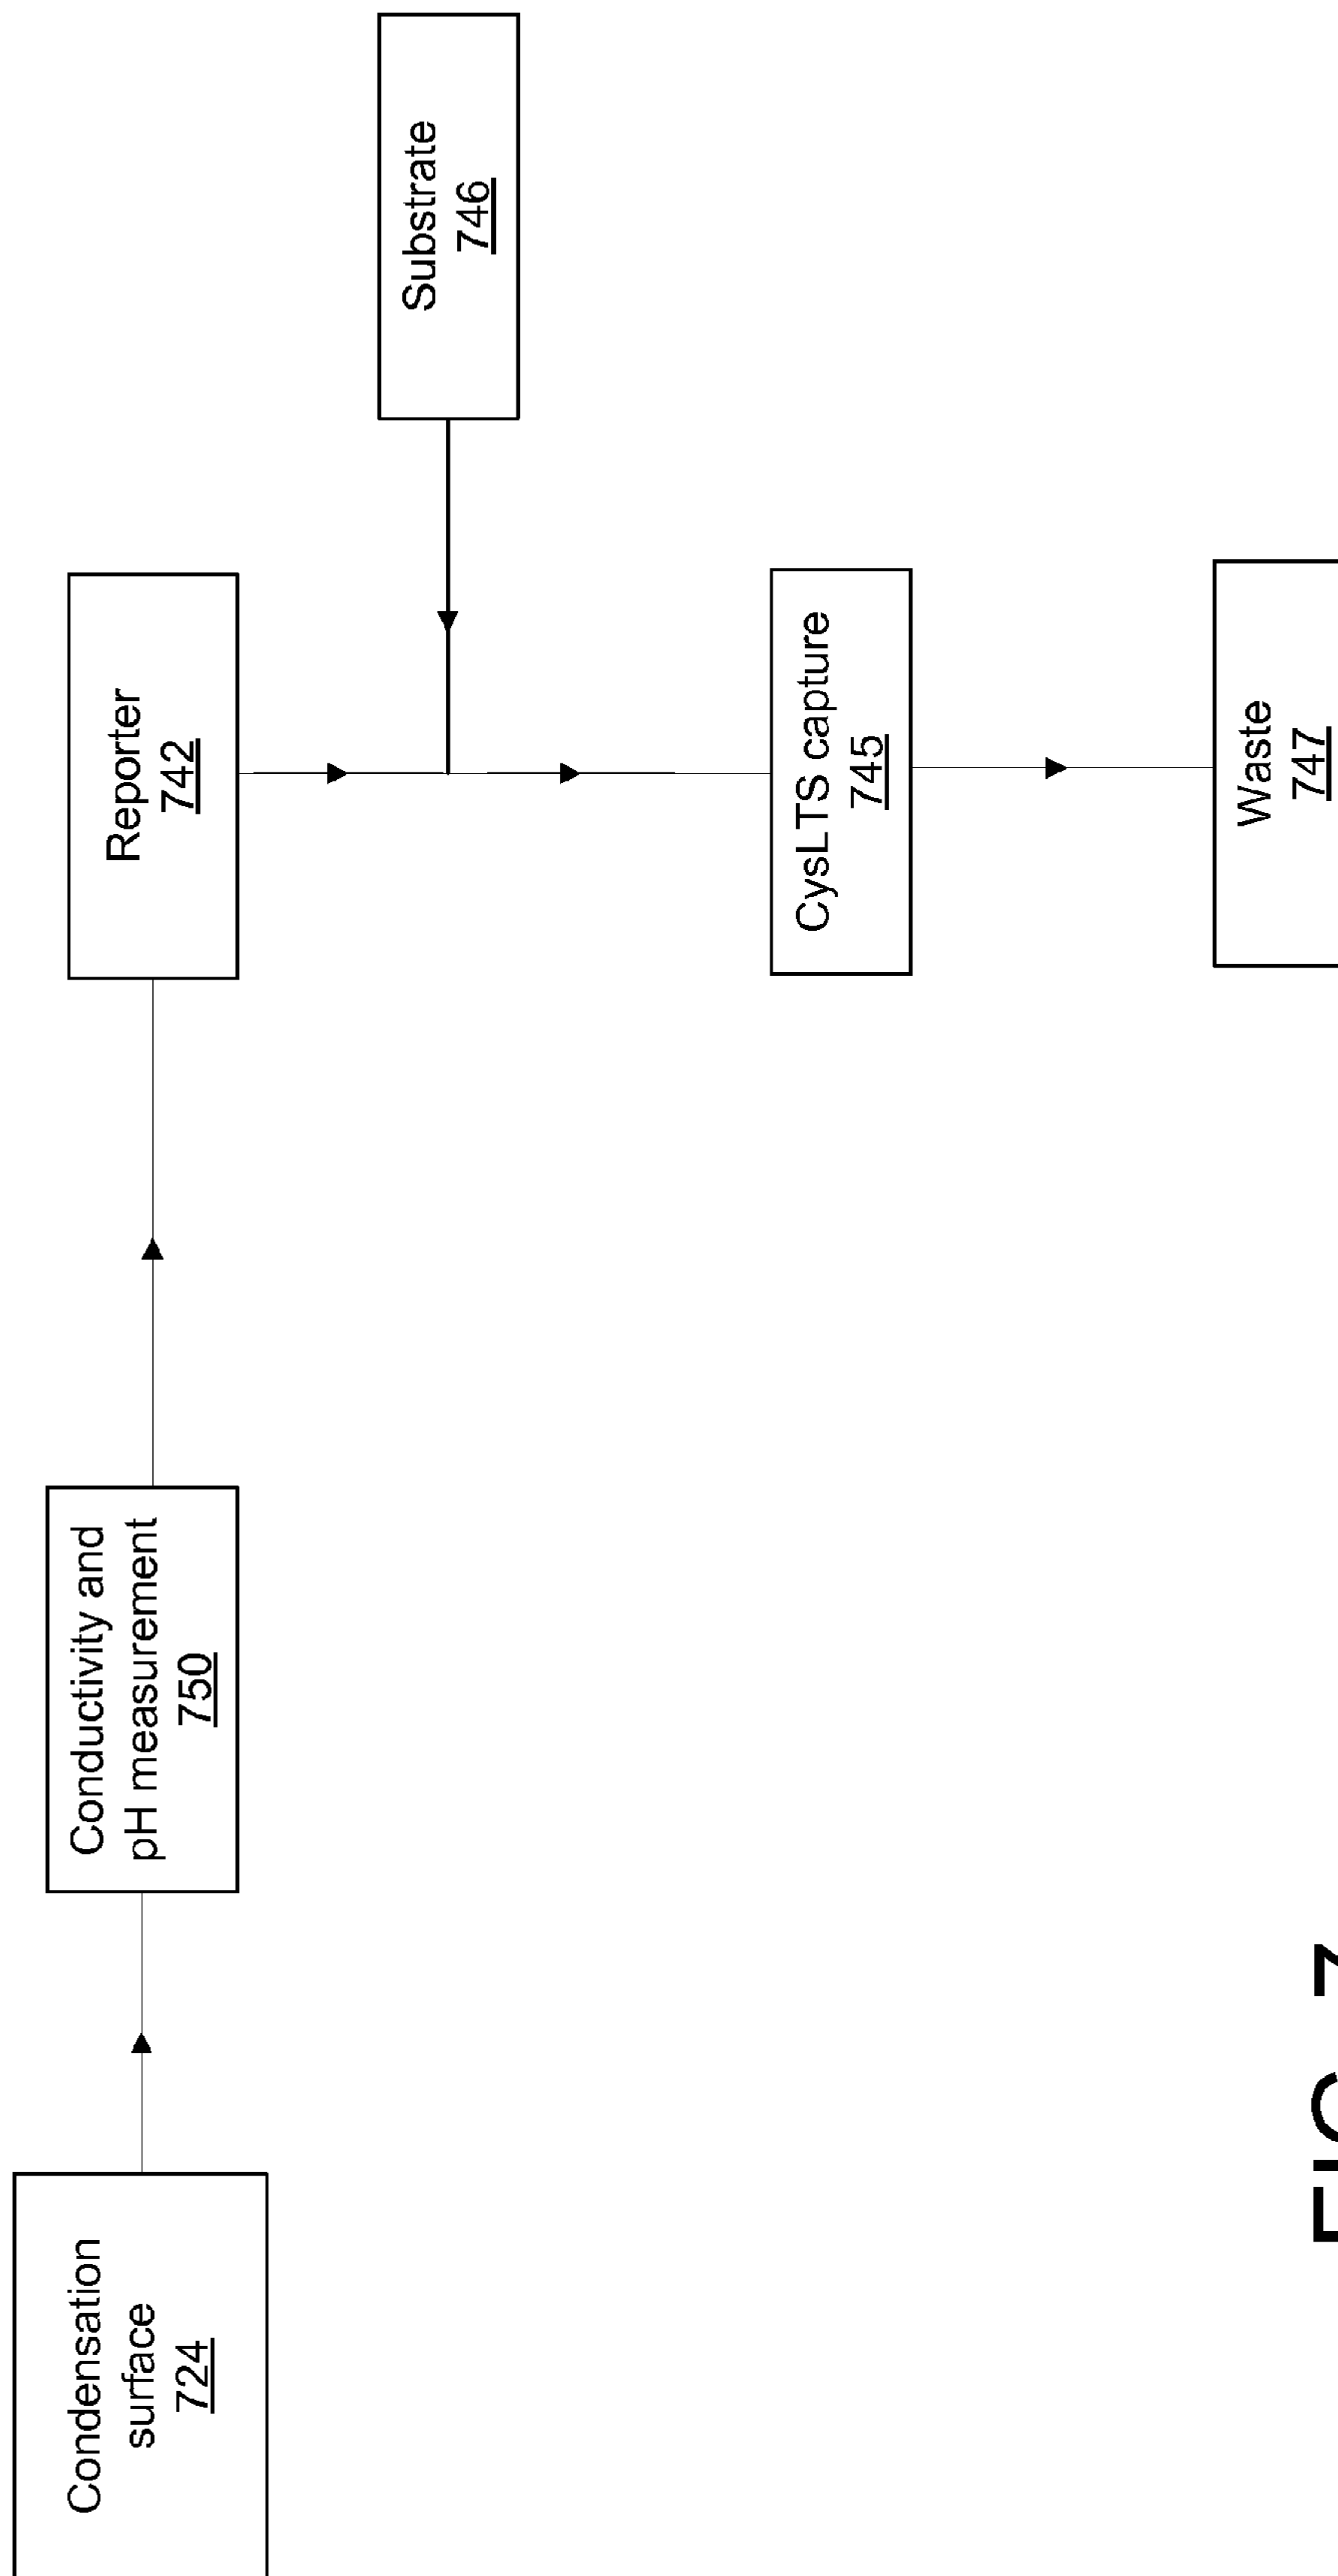 Condensation
surface
724
Conductivity and
pH measurement
750
Reporter
742
Substrate
746
CysLTS capture
745
Waste
747